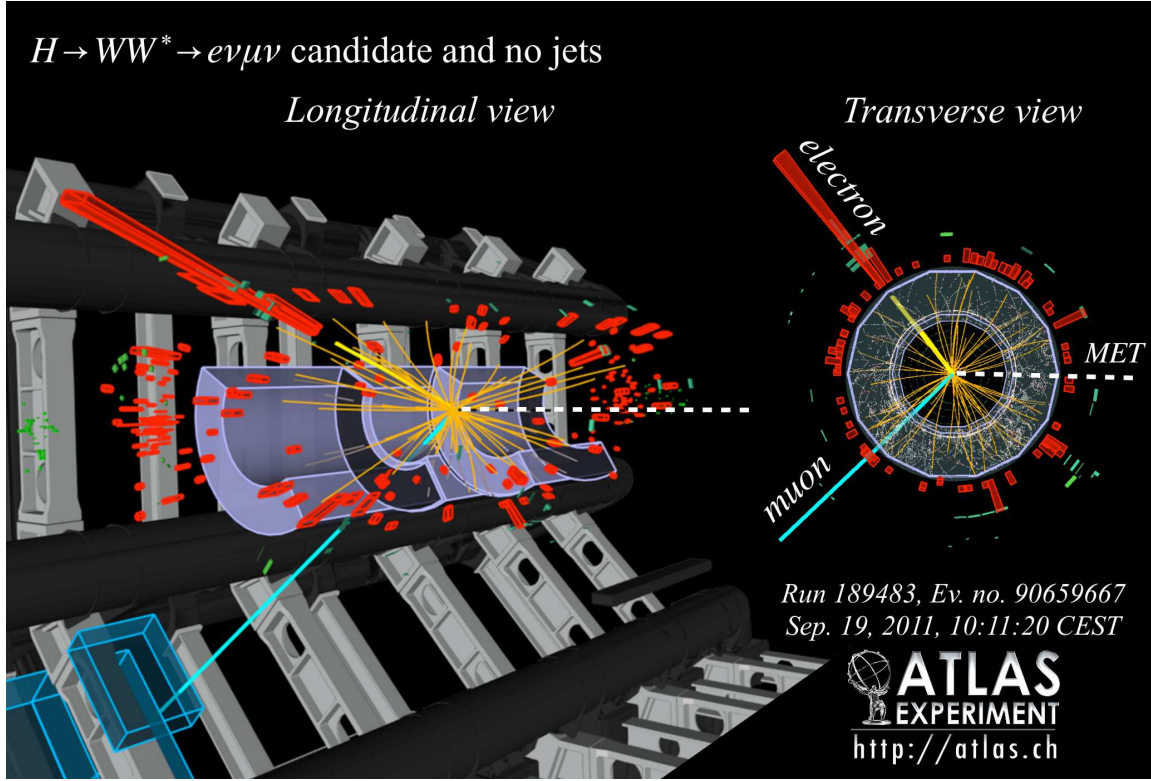 H → WW* → eνμν candidate and no jets
Longitudinal view
Transverse view
electron
MET
muon
Run 189483, Ev. no. 90659667
Sep. 19, 2011, 10:11:20 CEST
ATLAS
EXPERIMENT
http://atlas.ch